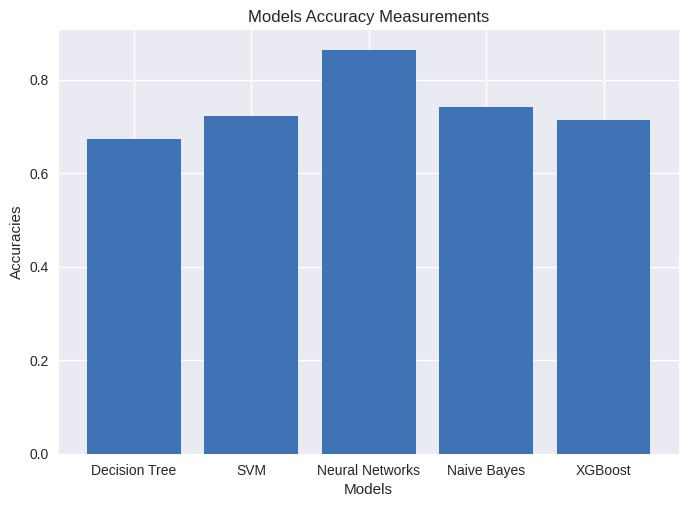 Models Accuracy Measurements
Accuracies
0.8
0.6
0.4
0.2
0.0
Decision Tree SVM Neural Networks Naive Bayes XGBoost
Models